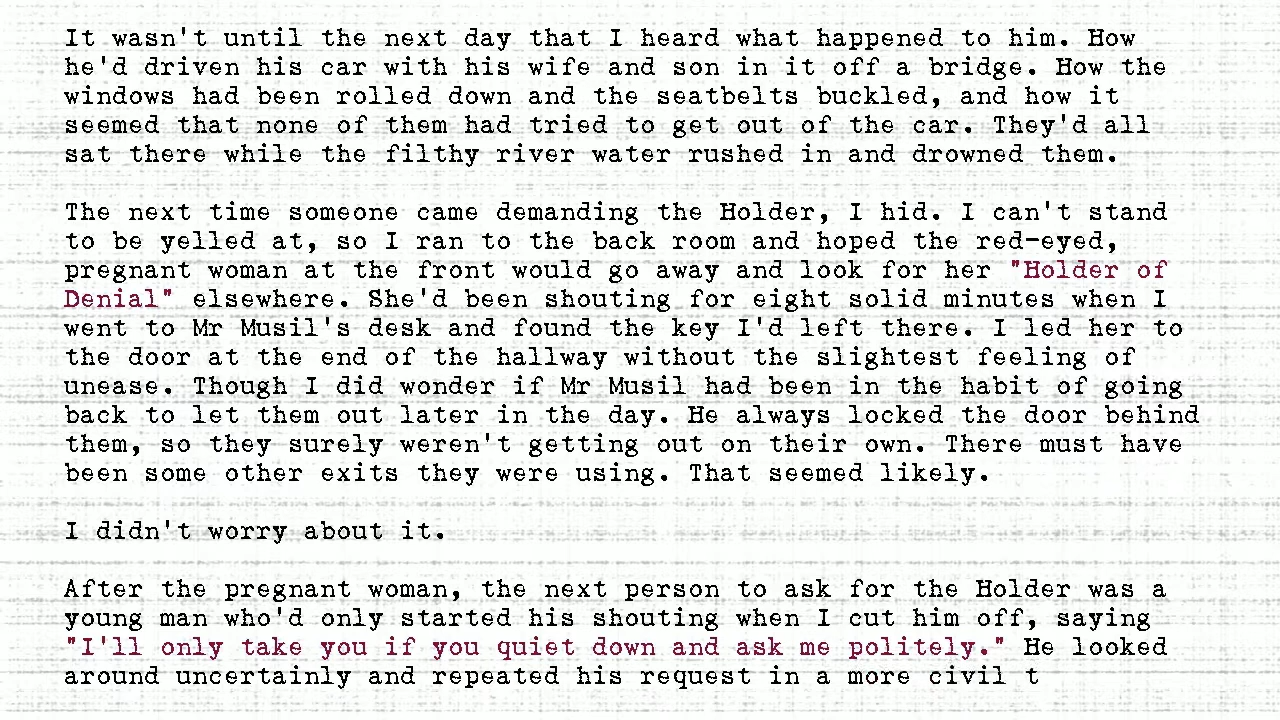 It wasn't until the next day that I heard what happened to him. How
he'd driven his car with his wife and son in it off a bridge. How the
windows had been rolled down and the seatbelts buckled, and how it
seemed that none of them had tried to get out of the car. They'd all
sat there while the filthy river water rushed in and drowned them.

The next time someone came demanding the Holder, I hid. I can't stand
to be yelled at, so I ran to the back room and hoped the red-eyed,
pregnant woman at the front would go away and look for her "Holder of
Denial" elsewhere. She'd been shouting for eight solid minutes when I
went to Mr Musil's desk and found the key I'd left there. I led her to
the door at the end of the hallway without the slightest feeling of
unease. Though I did wonder if Mr Musil had been in the habit of going
back to let them out later in the day. He always locked the door behind
them, so they surely weren't getting out on their own. There must have
been some other exits they were using. That seemed likely.

I didn't worry about it.

After the pregnant woman, the next person to ask for the Holder was a
young man who'd only started his shouting when I cut him off, saying
"I'll only take you if you quiet down and ask me politely." He looked
around uncertainly and repeated his request in a more civil t